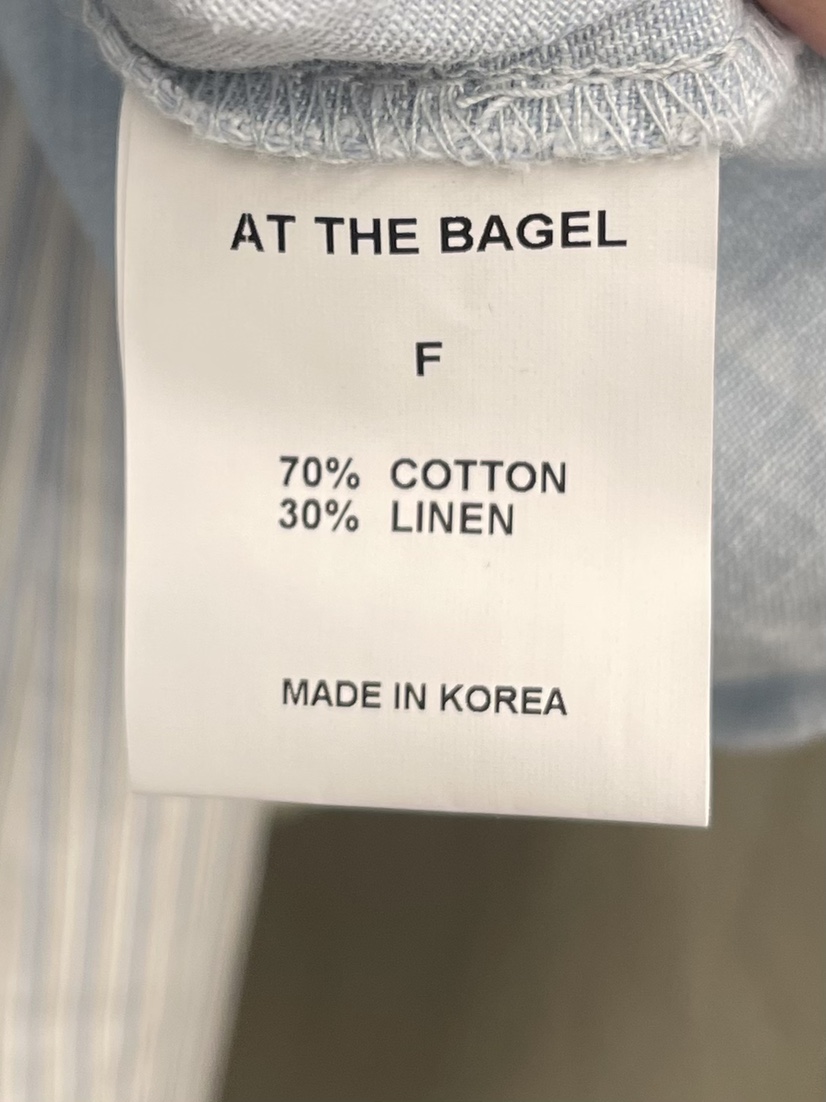 AT THE BAGEL
F
70% COTTON
30% LINEN
MADE IN KOREA